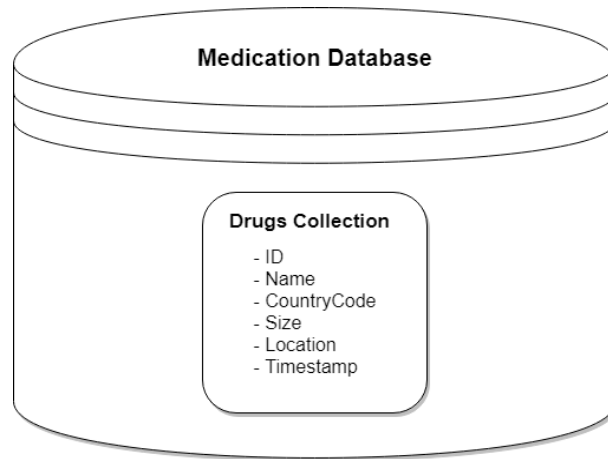 Medication Database
Drugs Collection
- ID
- Name
- CountryCode
- Size
- Location
- Timestamp